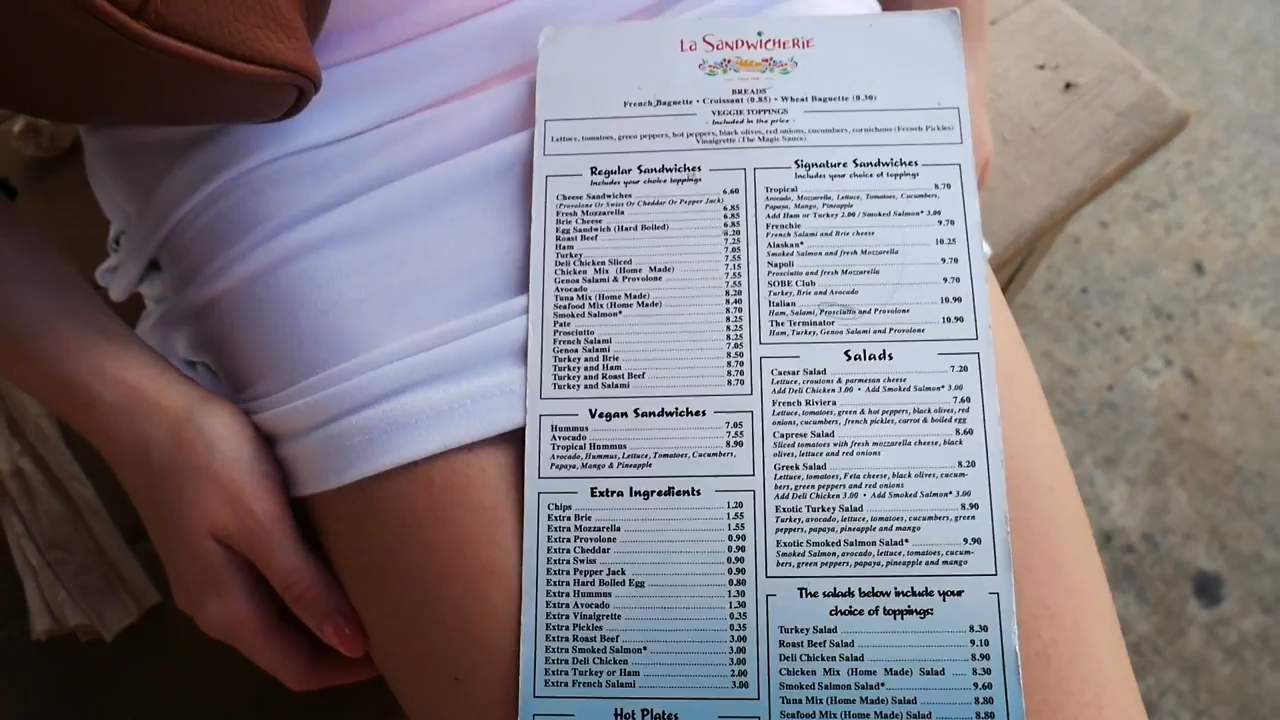 La Sandwicherie
BREADS
French Baguette • Croissant (0.85) • Wheat Baguette (0.30)
VEGGIE TOPPINGS
- Included in the price -
Lettuce, tomatoes, green peppers, hot peppers, black olives, red onions, cucumbers, cornichons (French Pickles)
Vinaigrette (The Magic Sauce)
Regular Sandwiches
Includes your choice toppings
Cheese Sandwiches 6.60
(Provolone Or Swiss Or Cheddar Or Pepper Jack)
Fresh Mozzarella 6.85
Brie Cheese 6.85
Egg Sandwich (Hard Boiled) 6.85
Roast Beef 8.20
Ham 7.25
Turkey 7.05
Deli Chicken Sliced 7.55
Chicken Mix (Home Made) 7.15
Genoa Salami & Provolone 7.55
Avocado 7.55
Tuna Mix (Home Made) 8.20
Seafood Mix (Home Made) 8.40
Smoked Salmon* 8.70
Pate 8.25
Prosciutto 8.25
French Salami 8.25
Genoa Salami 7.05
Turkey and Brie 8.50
Turkey and Ham 8.70
Turkey and Roast Beef 8.70
Turkey and Salami 8.70
Vegan Sandwiches
Hummus 7.05
Avocado 7.55
Tropical Hummus 8.90
Avocado, Hummus, Lettuce, Tomatoes, Cucumbers,
Papaya, Mango & Pineapple
Extra Ingredients
Chips 1.20
Extra Brie 1.55
Extra Mozzarella 1.55
Extra Provolone 0.90
Extra Cheddar 0.90
Extra Swiss 0.90
Extra Pepper Jack 0.90
Extra Hard Boiled Egg 0.80
Extra Hummus 1.30
Extra Avocado 1.30
Extra Vinaigrette 0.35
Extra Pickles 0.35
Extra Roast Beef 3.00
Extra Smoked Salmon* 3.00
Extra Deli Chicken 3.00
Extra Turkey or Ham 2.00
Extra French Salami 3.00
Hot Plates
Signature Sandwiches
Includes your choice of toppings
Tropical 8.70
Avocado, Mozzarella, Lettuce, Tomatoes, Cucumbers,
Papaya, Mango, Pineapple
Add Ham or Turkey 2.00 / Smoked Salmon* 3.00
Frenchie 9.70
French Salami and Brie cheese
Alaskan* 10.25
Smoked Salmon and fresh Mozzarella
Napoli 9.70
Prosciutto and fresh Mozzarella
SOBE Club 9.70
Turkey, Brie and Avocado
Italian 10.90
Ham, Salami, Prosciutto and Provolone
The Terminator 10.90
Ham, Turkey, Genoa Salami and Provolone
Salads
Caesar Salad 7.20
Lettuce, croutons & parmesan cheese
Add Deli Chicken 3.00 • Add Smoked Salmon* 3.00
French Riviera 7.60
Lettuce, tomatoes, green & hot peppers, black olives, red
onions, cucumbers, french pickles, carrot & boiled egg
Caprese Salad 8.60
Sliced tomatoes with fresh mozzarella cheese, black
olives, lettuce and red onions
Greek Salad 8.20
Lettuce, tomatoes, Feta cheese, black olives, cucum-
bers, green peppers and red onions
Add Deli Chicken 3.00 • Add Smoked Salmon* 3.00
Exotic Turkey Salad 8.90
Turkey, avocado, lettuce, tomatoes, cucumbers, green
peppers, papaya, pineapple and mango
Exotic Smoked Salmon Salad* 9.90
Smoked Salmon, avocado, lettuce, tomatoes, cucum-
bers, green peppers, papaya, pineapple and mango
The salads below include your
choice of toppings:
Turkey Salad 8.30
Roast Beef Salad 9.10
Deli Chicken Salad 8.90
Chicken Mix (Home Made) Salad 8.30
Smoked Salmon Salad* 9.60
Tuna Mix (Home Made) Salad 8.80
Seafood Mix (Home Made) Salad 8.80